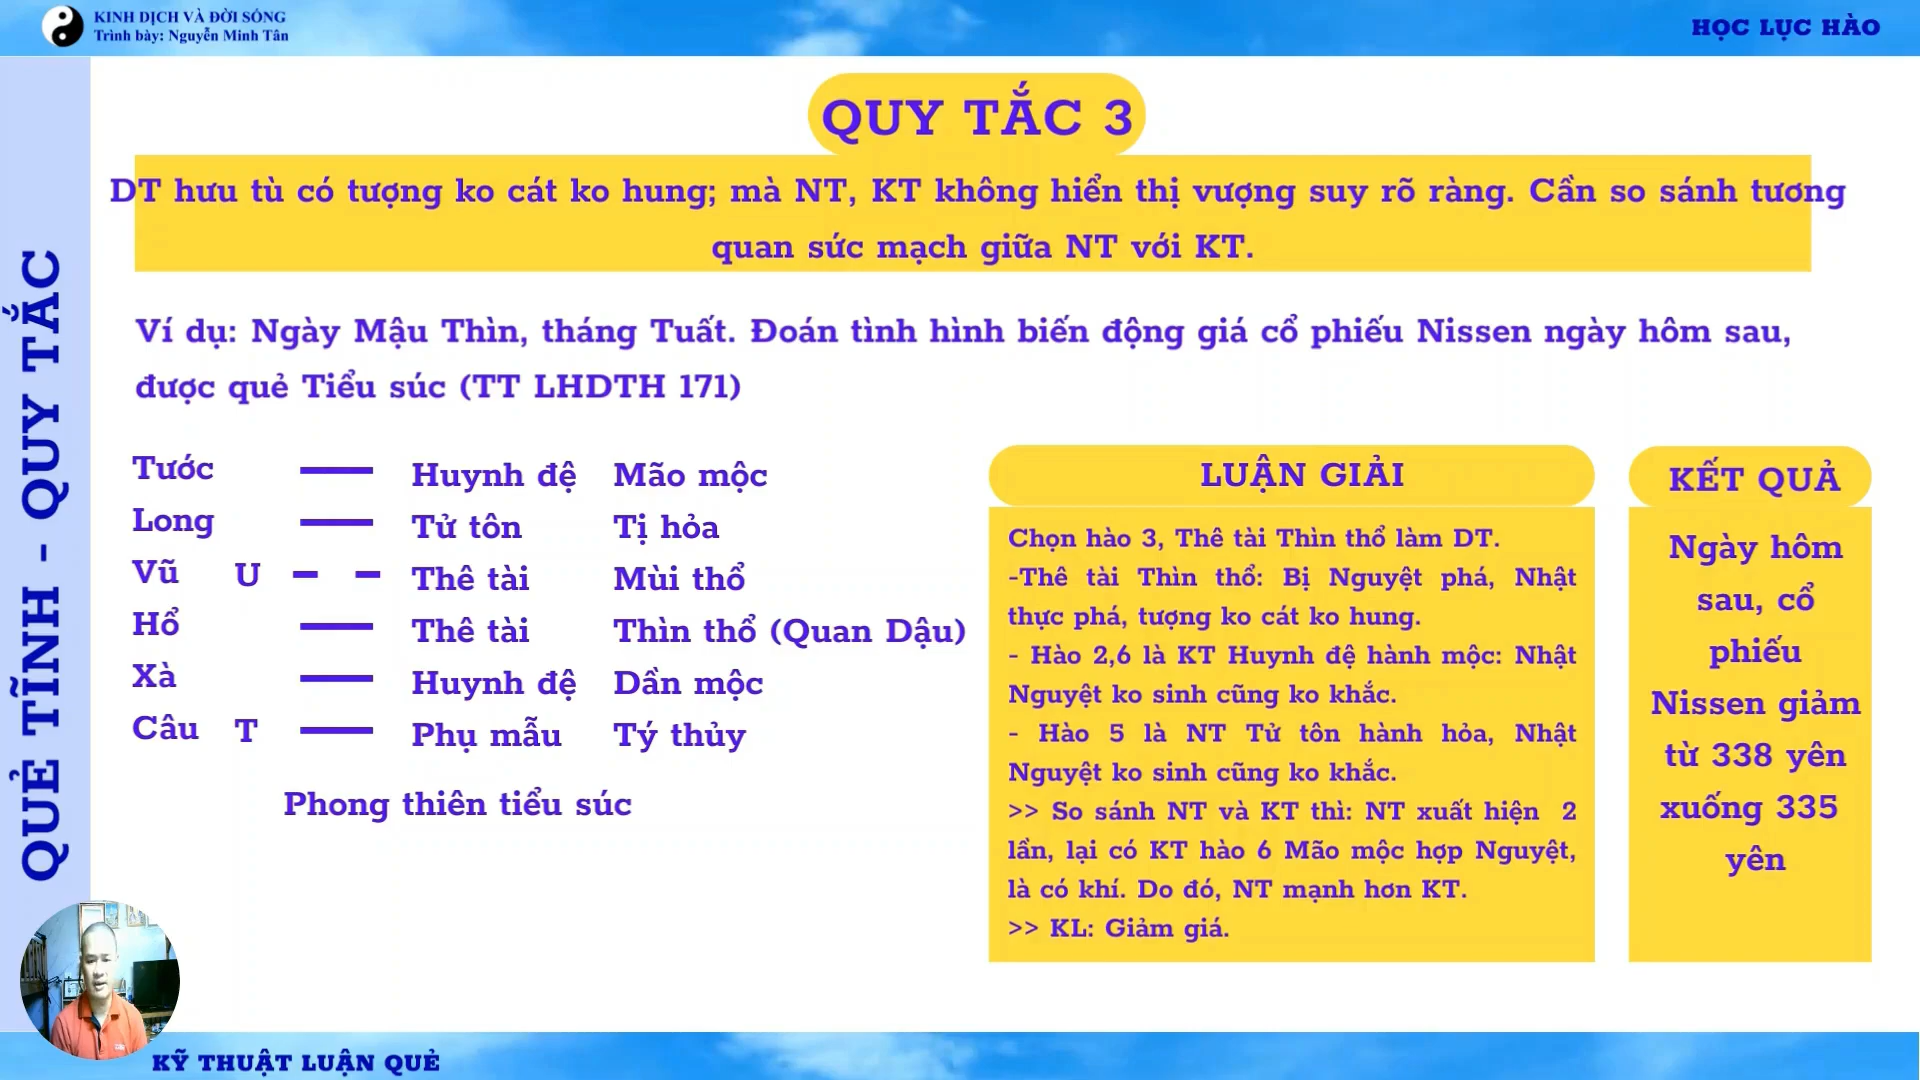 KINH DỊCH VÀ ĐỜI SỐNG
Trình bày: Nguyễn Minh Tân
HỌC LỤC HÀO
QUẺ TĨNH - QUY TẮC
QUY TẮC 3
DT hưu tù có tượng ko cát ko hung; mà NT, KT không hiển thị vượng suy rõ ràng. Cần so sánh tương
quan sức mạch giữa NT với KT.
Ví dụ: Ngày Mậu Thìn, tháng Tuất. Đoán tình hình biến động giá cổ phiếu Nissen ngày hôm sau,
được quẻ Tiểu súc (TT LHDTH 171)
Tước Huynh đệ Mão mộc
Long Tử tôn Tị hỏa
Vũ U Thê tài Mùi thổ
Hổ Thê tài Thìn thổ (Quan Dậu)
Xà Huynh đệ Dần mộc
Câu T Phụ mẫu Tý thủy
Phong thiên tiểu súc
LUẬN GIẢI
Chọn hào 3, Thê tài Thìn thổ làm DT.
-Thê tài Thìn thổ: Bị Nguyệt phá, Nhật
thực phá, tượng ko cát ko hung.
- Hào 2,6 là KT Huynh đệ hành mộc: Nhật
Nguyệt ko sinh cũng ko khắc.
- Hào 5 là NT Tử tôn hành hỏa, Nhật
Nguyệt ko sinh cũng ko khắc.
>> So sánh NT và KT thì: NT xuất hiện 2
lần, lại có KT hào 6 Mão mộc hợp Nguyệt,
là có khí. Do đó, NT mạnh hơn KT.
>> KL: Giảm giá.
KẾT QUẢ
Ngày hôm
sau, cổ
phiếu
Nissen giảm
từ 338 yên
xuống 335
yên
KỸ THUẬT LUẬN QUẺ